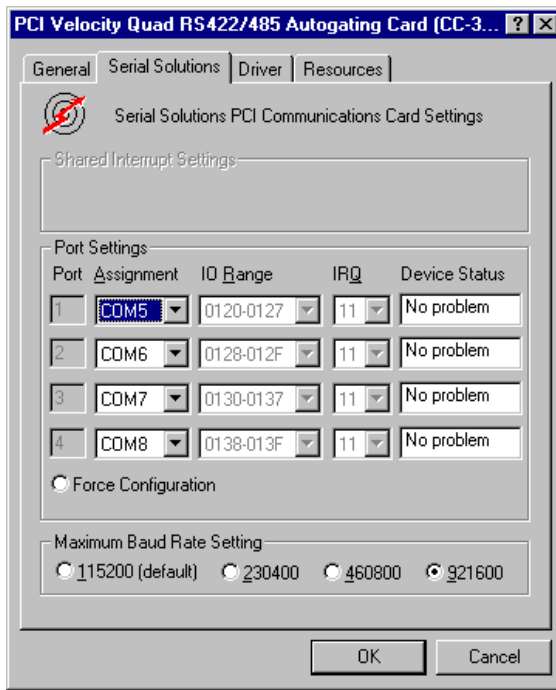 PCI Velocity Quad RS422/485 Autogating Card (CC-3... ? X
General Serial Solutions Driver Resources
Serial Solutions PCI Communications Card Settings
Shared Interrupt Settings
Port Settings
Port Assignment IO Range IRQ Device Status
1 COM5 0120-0127 11 No problem
2 COM6 0128-012F 11 No problem
3 COM7 0130-0137 11 No problem
4 COM8 0138-013F 11 No problem
Force Configuration
Maximum Baud Rate Setting
115200 (default) 230400 460800 921600
OK Cancel